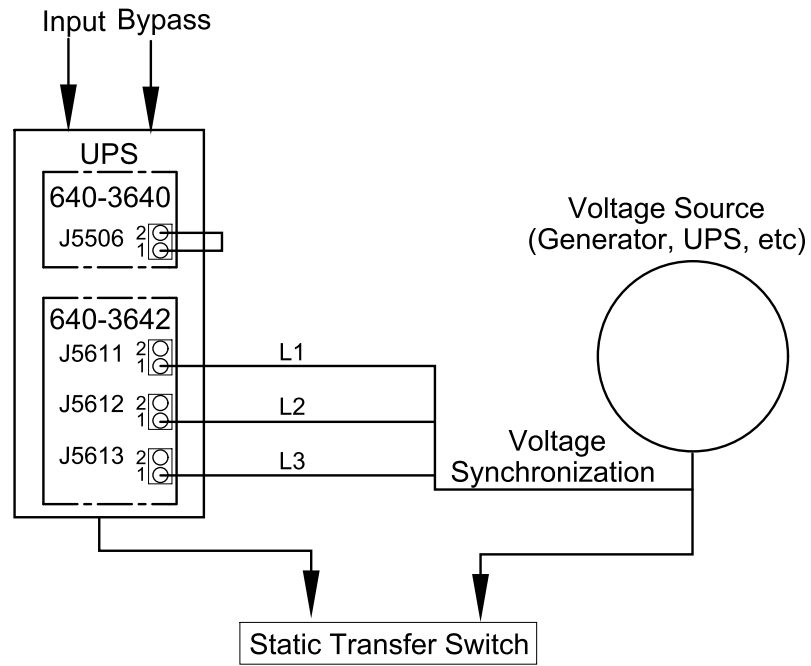 Input Bypass
UPS
640-3640
J5506 2
1
640-3642
J5611 2
1
J5612 2
1
J5613 2
1
L1
L2
L3
Voltage Source
(Generator, UPS, etc)
Voltage
Synchronization
Static Transfer Switch